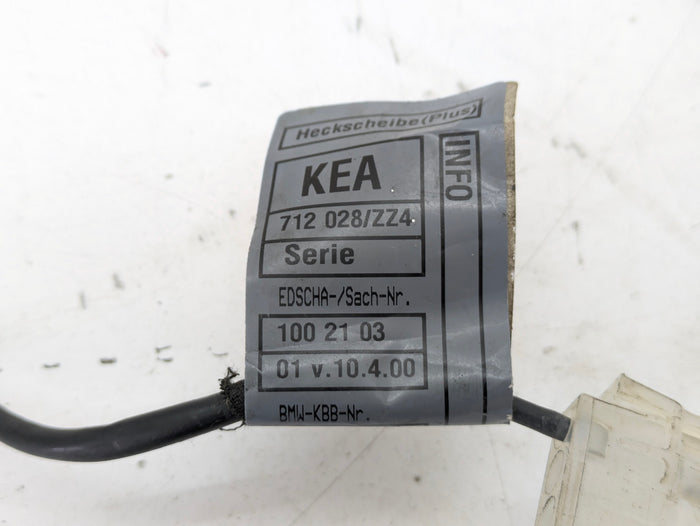 Heckscheibe(Plus)
KEA
INFO
712 028/ZZ4
Serie
EDSCHA-/Sach-Nr.
100 21 03
01 v.10.4.00
BMW-KBB-Nr.